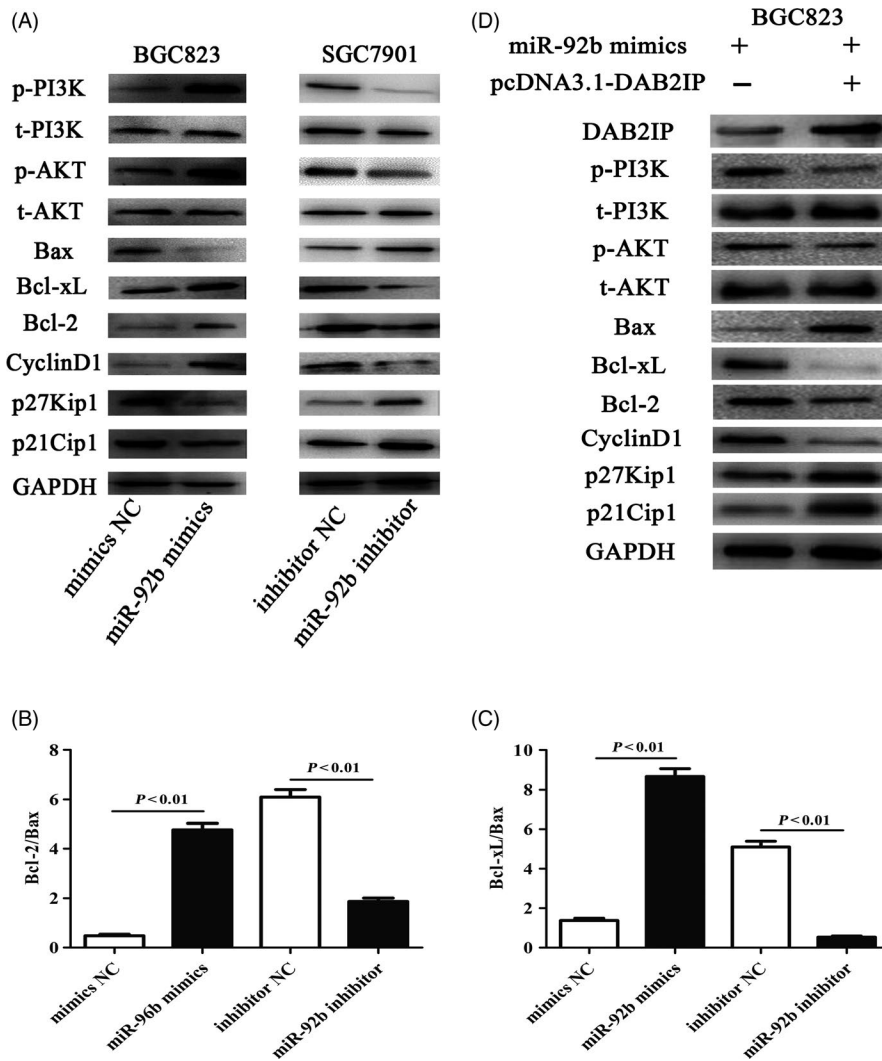 (A)
BGC823 SGC7901
p-PI3K
t-PI3K
p-AKT
t-AKT
Bax
Bcl-xL
Bcl-2
CyclinD1
p27Kip1
p21Cip1
GAPDH
mimics NC
miR-92b mimics
inhibitor NC
miR-92b inhibitor
(D)
BGC823
miR-92b mimics + +
pcDNA3.1-DAB2IP − +
DAB2IP
p-PI3K
t-PI3K
p-AKT
t-AKT
Bax
Bcl-xL
Bcl-2
CyclinD1
p27Kip1
p21Cip1
GAPDH
(B)
Bcl-2/Bax
8
6
4
2
0
P<0.01
P<0.01
mimics NC
miR-96b mimics
inhibitor NC
miR-92b inhibitor
(C)
Bcl-xL/Bax
10
8
6
4
2
0
P<0.01
P<0.01
mimics NC
miR-92b mimics
inhibitor NC
miR-92b inhibitor